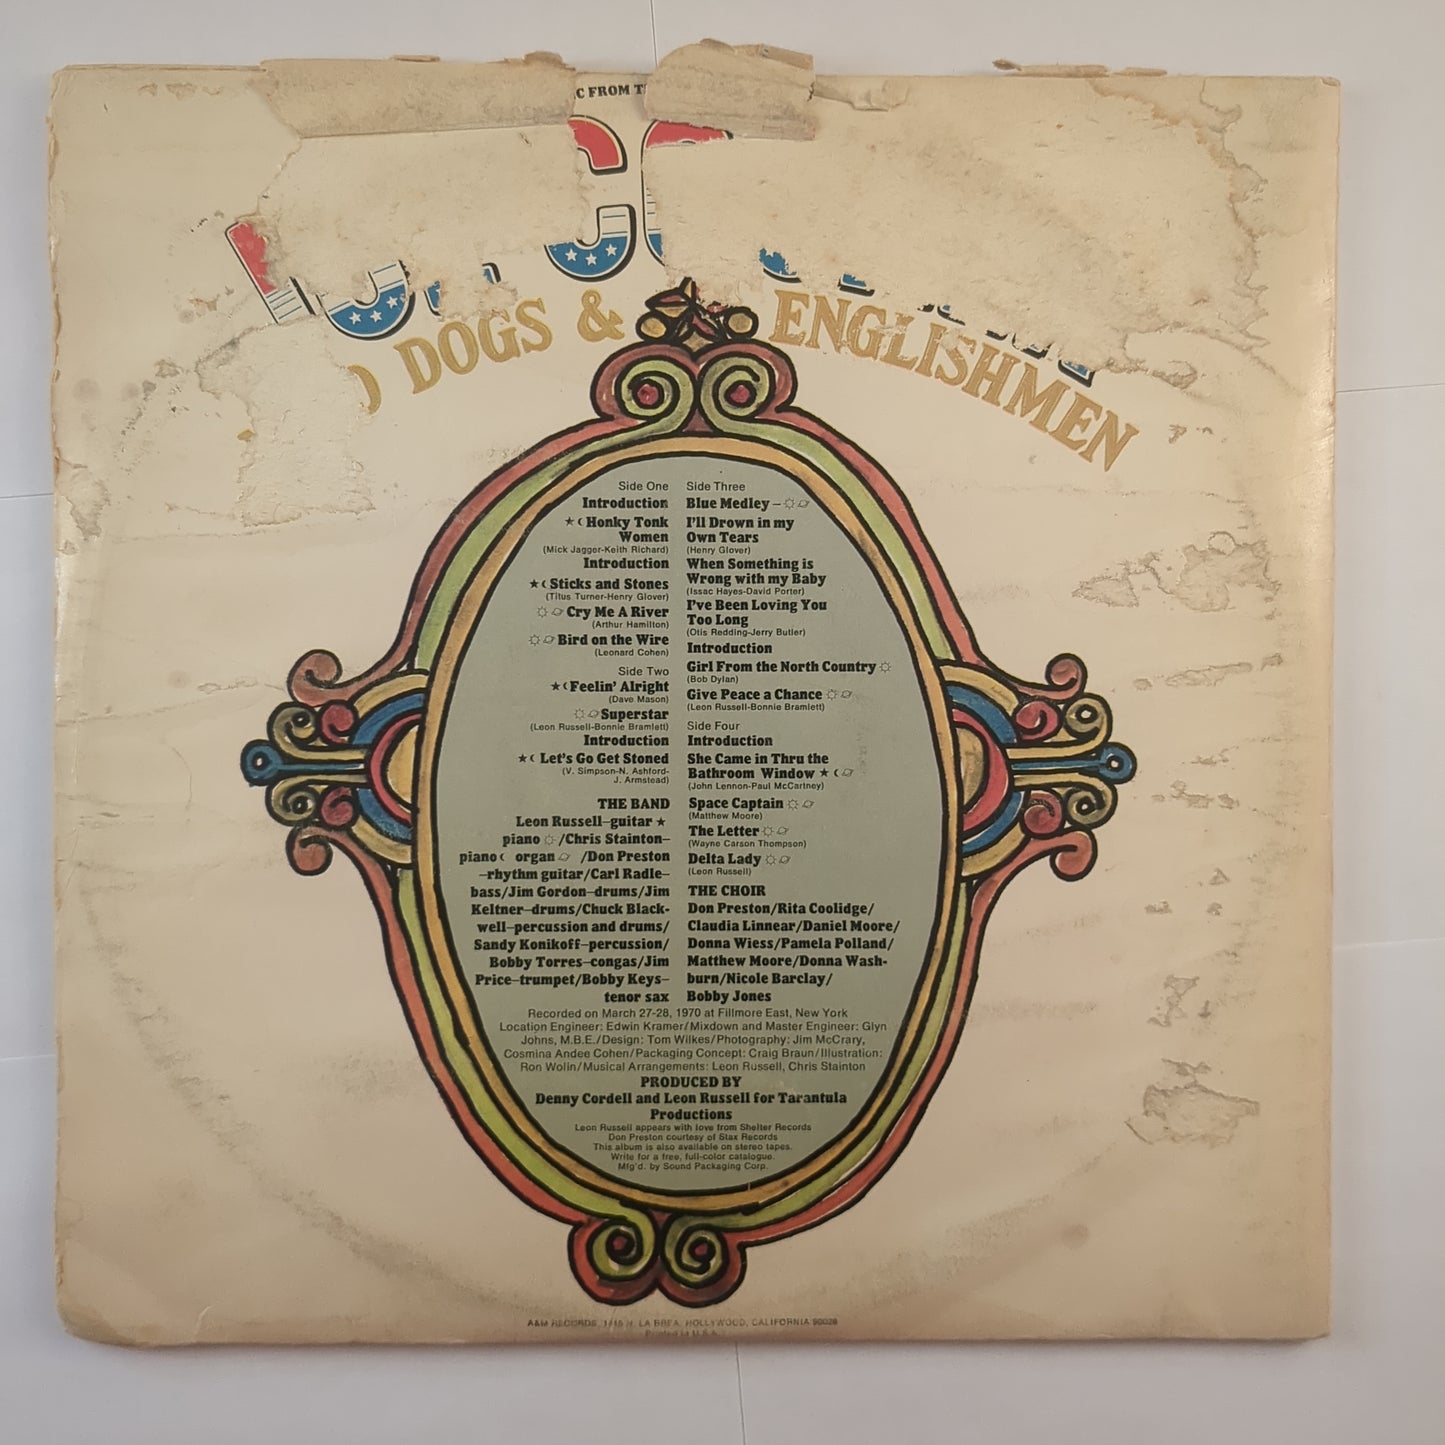 C FROM T
DOGS & ENGLISHMEN
Side One
Introduction
★☾Honky Tonk
Women
(Mick Jagger-Keith Richard)
Introduction
★☾Sticks and Stones
(Titus Turner-Henry Glover)
Cry Me A River
(Arthur Hamilton)
Bird on the Wire
(Leonard Cohen)
Side Two
★☾Feelin' Alright
(Dave Mason)
Superstar
(Leon Russell-Bonnie Bramlett)
Introduction
★☾Let's Go Get Stoned
(V. Simpson-N. Ashford-
J. Armstead)
THE BAND
Leon Russell–guitar ★
piano ☼/Chris Stainton–
piano☾ organ /Don Preston
–rhythm guitar/Carl Radle–
bass/Jim Gordon–drums/Jim
Keltner–drums/Chuck Black-
well–percussion and drums/
Sandy Konikoff–percussion/
Bobby Torres–congas/Jim
Price–trumpet/Bobby Keys–
tenor sax
Side Three
Blue Medley –
I'll Drown in my
Own Tears
(Henry Glover)
When Something is
Wrong with my Baby
(Issac Hayes-David Porter)
I've Been Loving You
Too Long
(Otis Redding-Jerry Butler)
Introduction
Girl From the North Country ☼
(Bob Dylan)
Give Peace a Chance
(Leon Russell-Bonnie Bramlett)
Side Four
Introduction
She Came in Thru the
Bathroom Window ★☾
(John Lennon-Paul McCartney)
Space Captain
(Matthew Moore)
The Letter
(Wayne Carson Thompson)
Delta Lady
(Leon Russell)
THE CHOIR
Don Preston/Rita Coolidge/
Claudia Linnear/Daniel Moore/
Donna Wiess/Pamela Polland/
Matthew Moore/Donna Wash-
burn/Nicole Barclay/
Bobby Jones
Recorded on March 27-28, 1970 at Fillmore East, New York
Location Engineer: Edwin Kramer/Mixdown and Master Engineer: Glyn
Johns, M.B.E./Design: Tom Wilkes/Photography: Jim McCrary,
Cosmina Andee Cohen/Packaging Concept: Craig Braun/Illustration:
Ron Wolin/Musical Arrangements: Leon Russell, Chris Stainton
PRODUCED BY
Denny Cordell and Leon Russell for Tarantula
Productions
Leon Russell appears with love from Shelter Records
Don Preston courtesy of Stax Records
This album is also available on stereo tapes.
Write for a free, full-color catalogue.
Mfg'd. by Sound Packaging Corp.
A&M RECORDS, 1416 N. LA BREA, HOLLYWOOD, CALIFORNIA 90028
Printed in U.S.A.